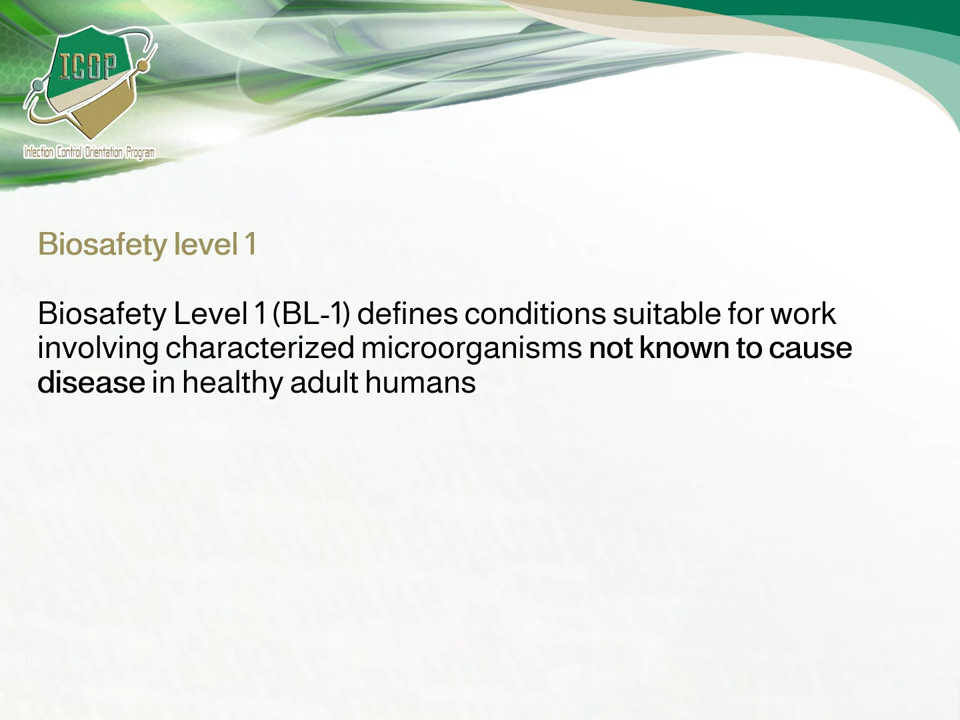 ICOP
Infection Control Orientation Program
Biosafety level 1
Biosafety Level 1 (BL-1) defines conditions suitable for work
involving characterized microorganisms not known to cause
disease in healthy adult humans